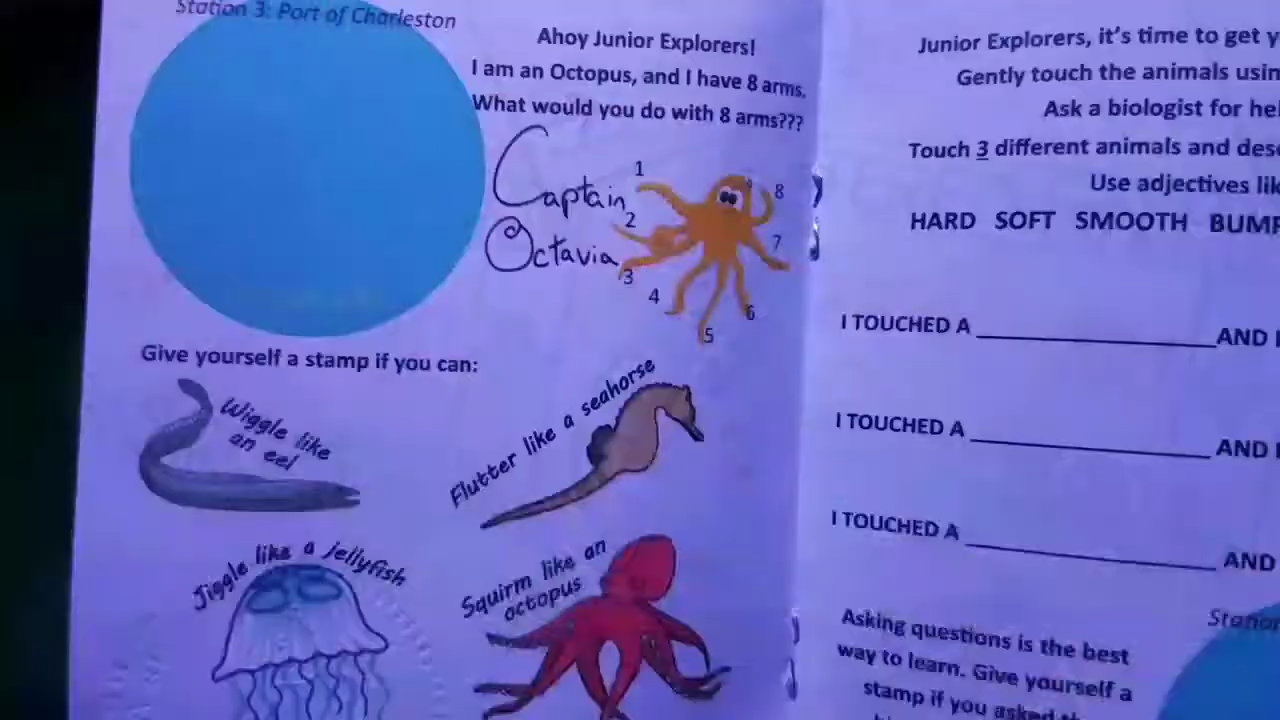 Station 3: Port of Charleston
Ahoy Junior Explorers!
I am an Octopus, and I have 8 arms.
What would you do with 8 arms???
Captain
Octavia
1
2
3
4
5
6
7
8
Give yourself a stamp if you can:
Wiggle like
an eel
Flutter like a seahorse
Jiggle like a jellyfish
Squirm like an
octopus
Junior Explorers, it's time to get
Gently touch the animals
Ask a biologist for
Touch 3 different animals and
Use adjectives
HARD SOFT SMOOTH
I TOUCHED A AND
I TOUCHED A AND
I TOUCHED A AND
Asking questions is the best
way to learn. Give yourself a
stamp if you asked